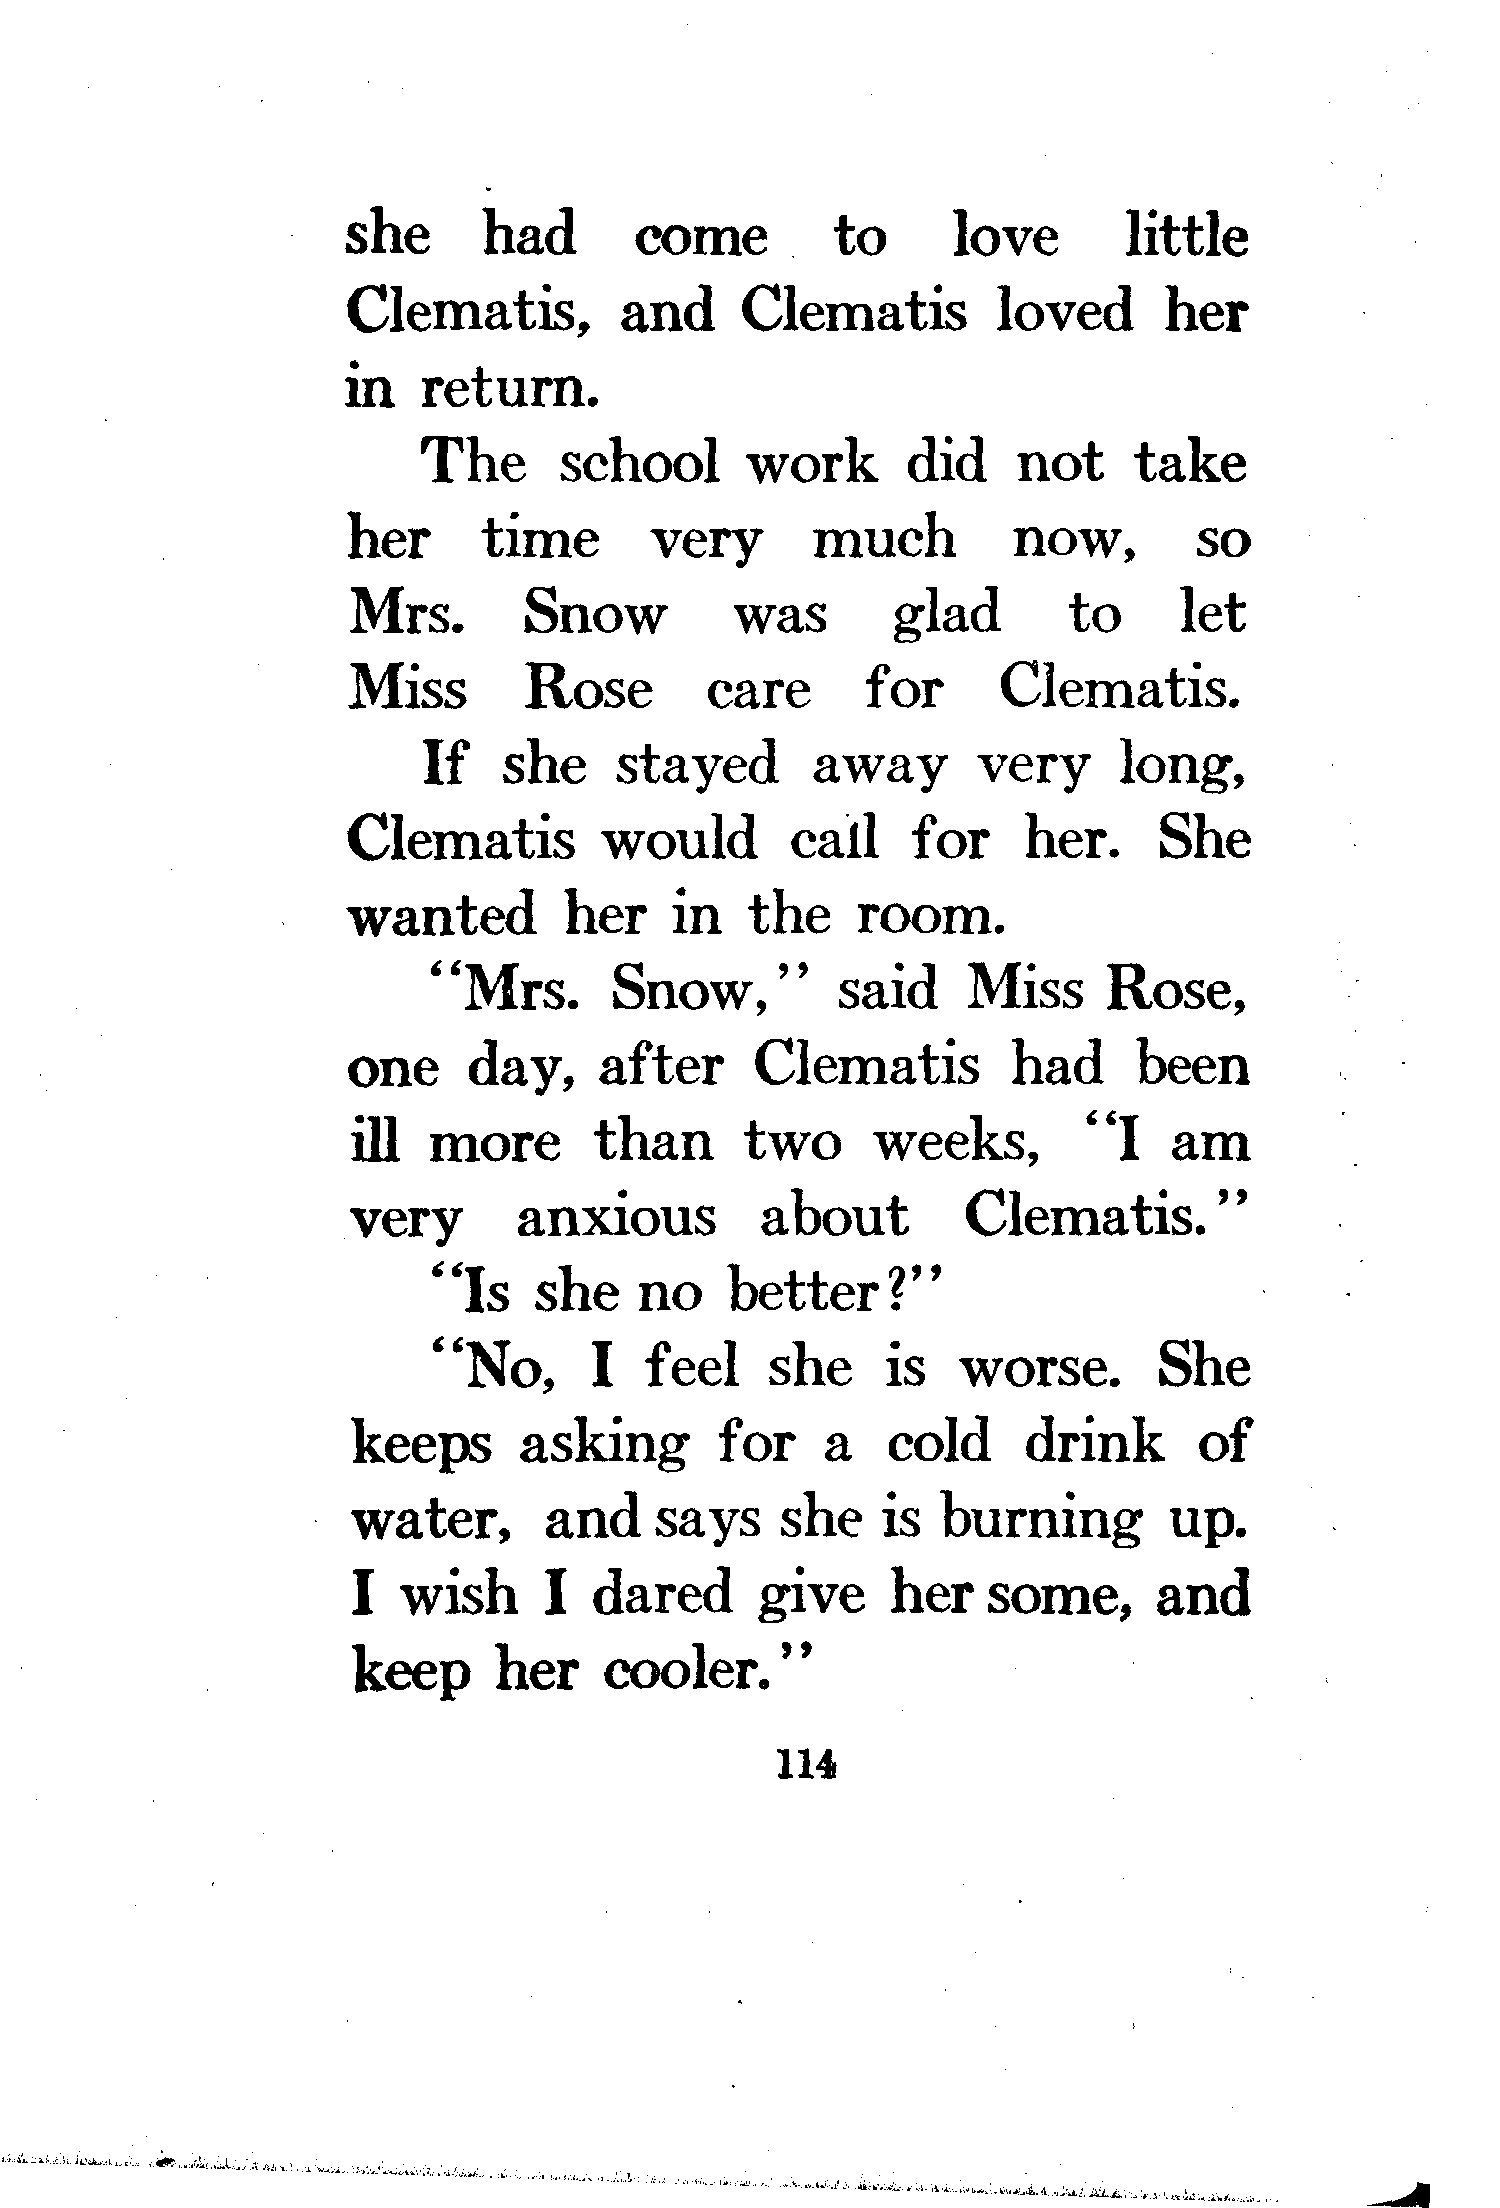 she had come to love little
Clematis, and Clematis loved her
in return.
The school work did not take
her time very much now, so
Mrs. Snow was glad to let
Miss Rose care for Clematis.
If she stayed away very long,
Clematis would call for her. She
wanted her in the room.
"Mrs. Snow," said Miss Rose,
one day, after Clematis had been
ill more than two weeks, "I am
very anxious about Clematis."
"Is she no better?"
"No, I feel she is worse. She
keeps asking for a cold drink of
water, and says she is burning up.
I wish I dared give her some, and
keep her cooler."
114